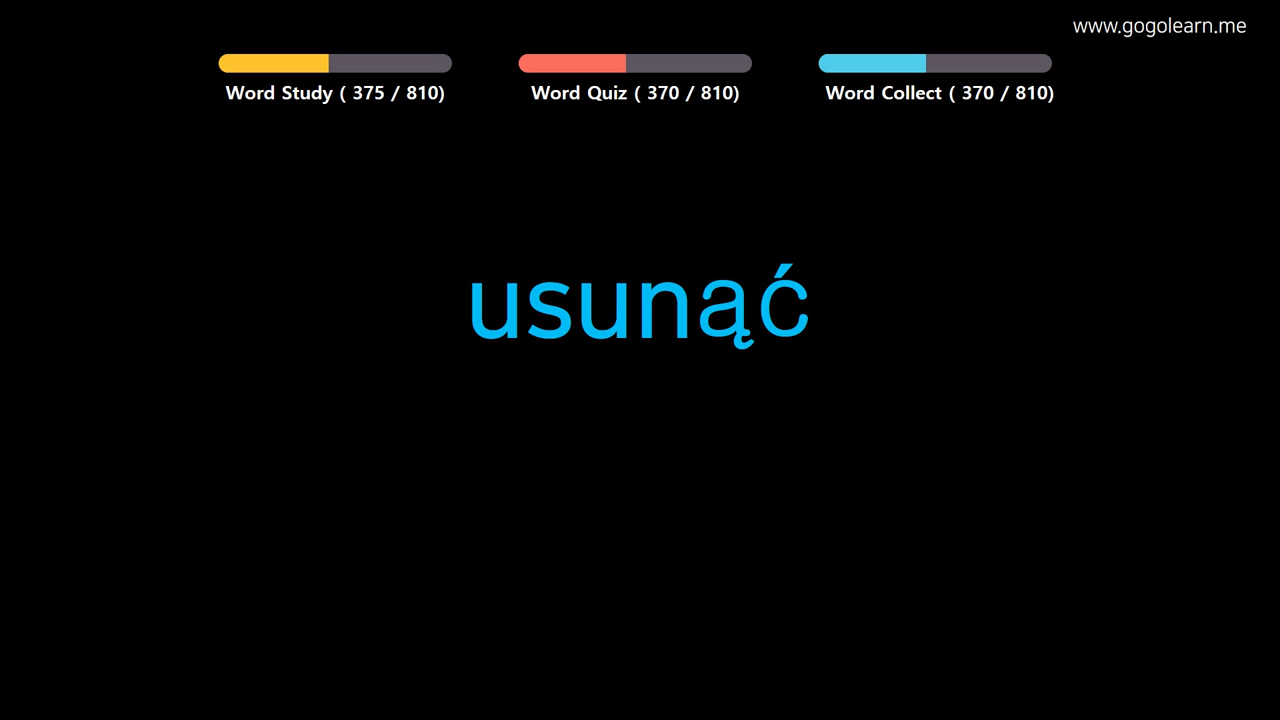 www.gogolearn.me
Word Study ( 375 / 810)
Word Quiz ( 370 / 810)
Word Collect ( 370 / 810)
usunąć